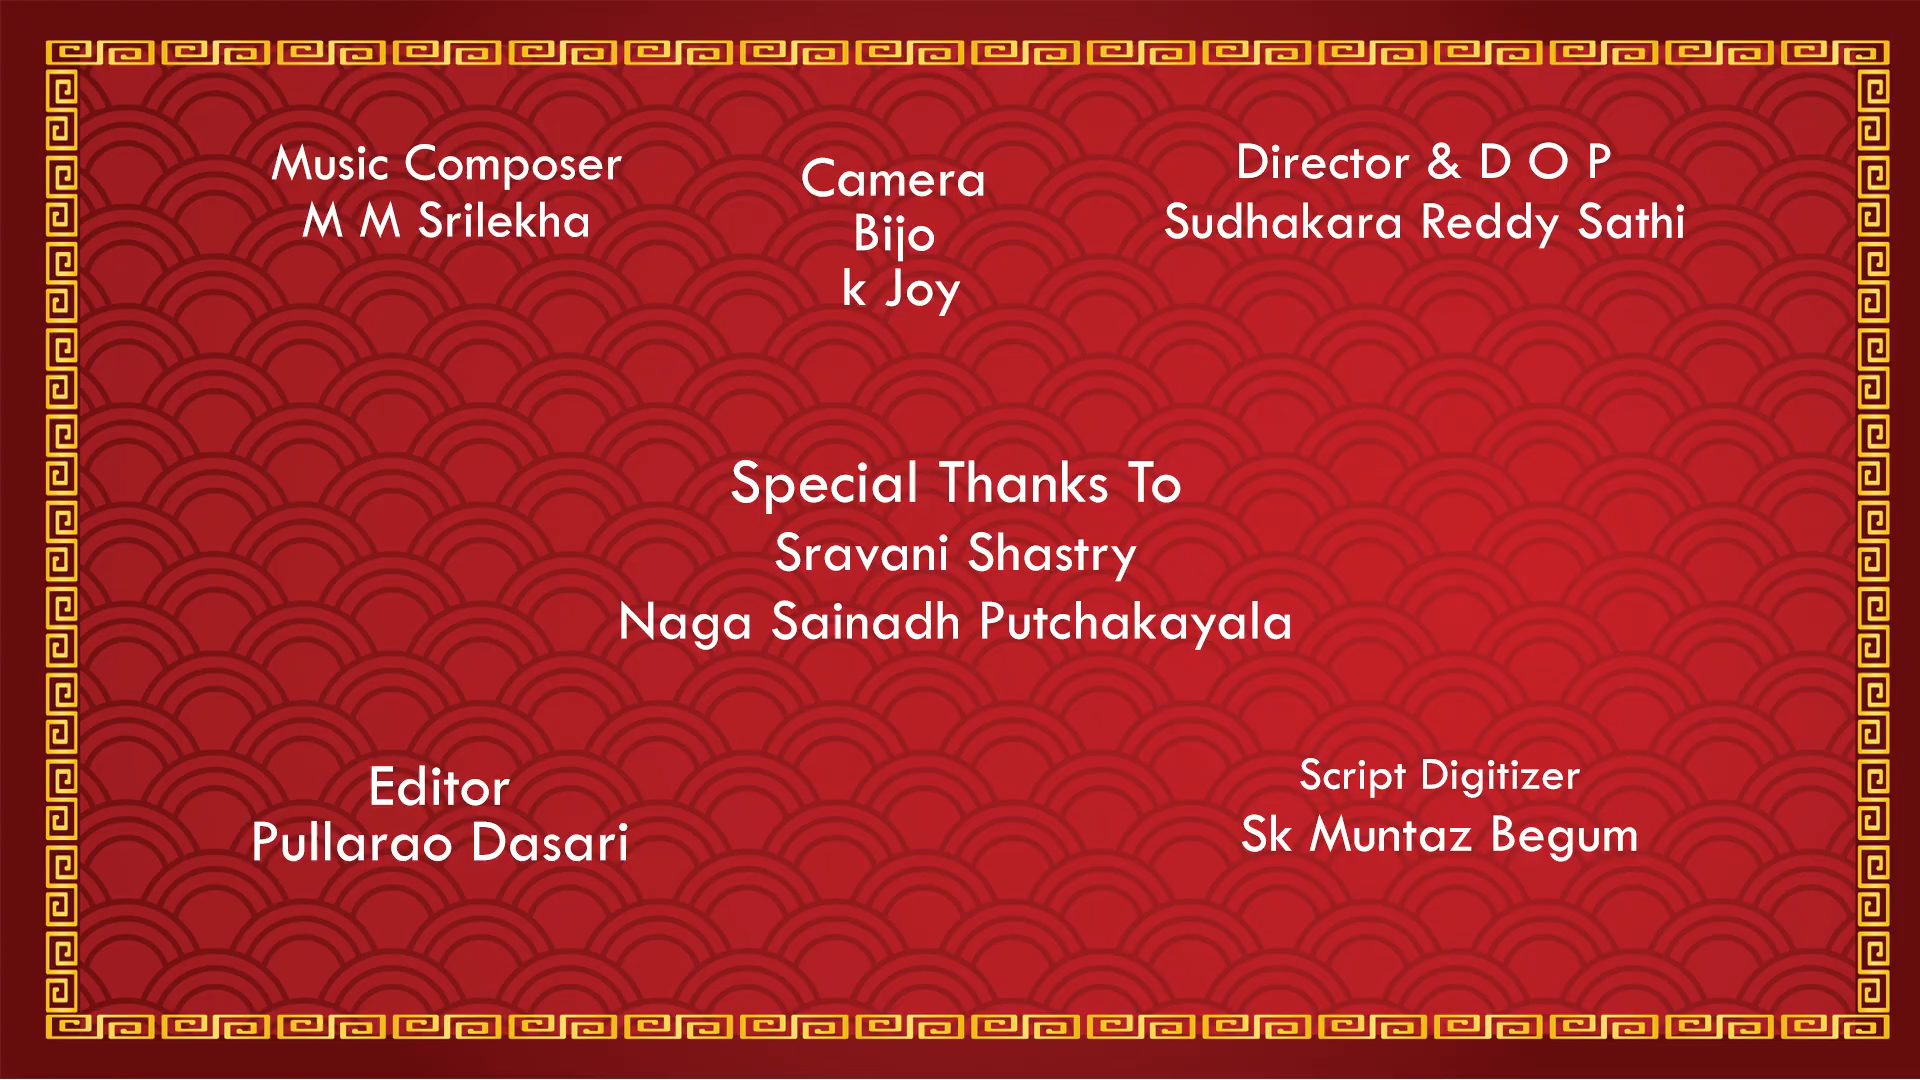 Music Composer
M M Srilekha
Camera
Bijo
k Joy
Director & D O P
Sudhakara Reddy Sathi
Special Thanks To
Sravani Shastry
Naga Sainadh Putchakayala
Editor
Pullarao Dasari
Script Digitizer
Sk Muntaz Begum